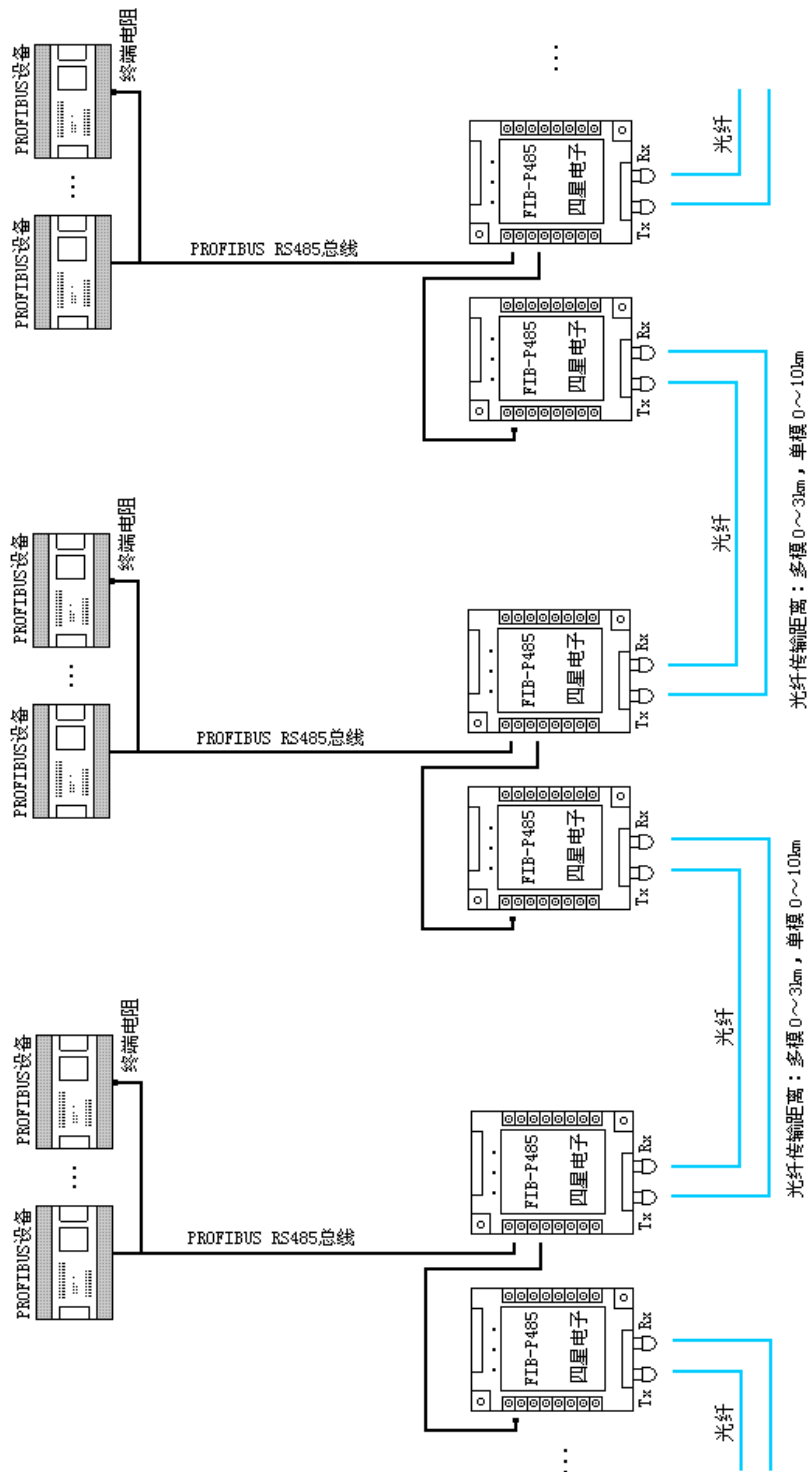 PROFIBUS设备
PROFIBUS设备
终端电阻
...
PROFIBUS RS485总线
FIB-P485
四星电子
Tx
Rx
光纤
...
FIB-P485
四星电子
Tx
Rx
PROFIBUS设备
PROFIBUS设备
终端电阻
...
PROFIBUS RS485总线
FIB-P485
四星电子
Tx
Rx
光纤
光纤传输距离：多模0～3km，单模0～10km
FIB-P485
四星电子
Tx
Rx
PROFIBUS设备
PROFIBUS设备
终端电阻
...
PROFIBUS RS485总线
FIB-P485
四星电子
Tx
Rx
光纤
光纤传输距离：多模0～3km，单模0～10km
FIB-P485
四星电子
Tx
Rx
光纤
...